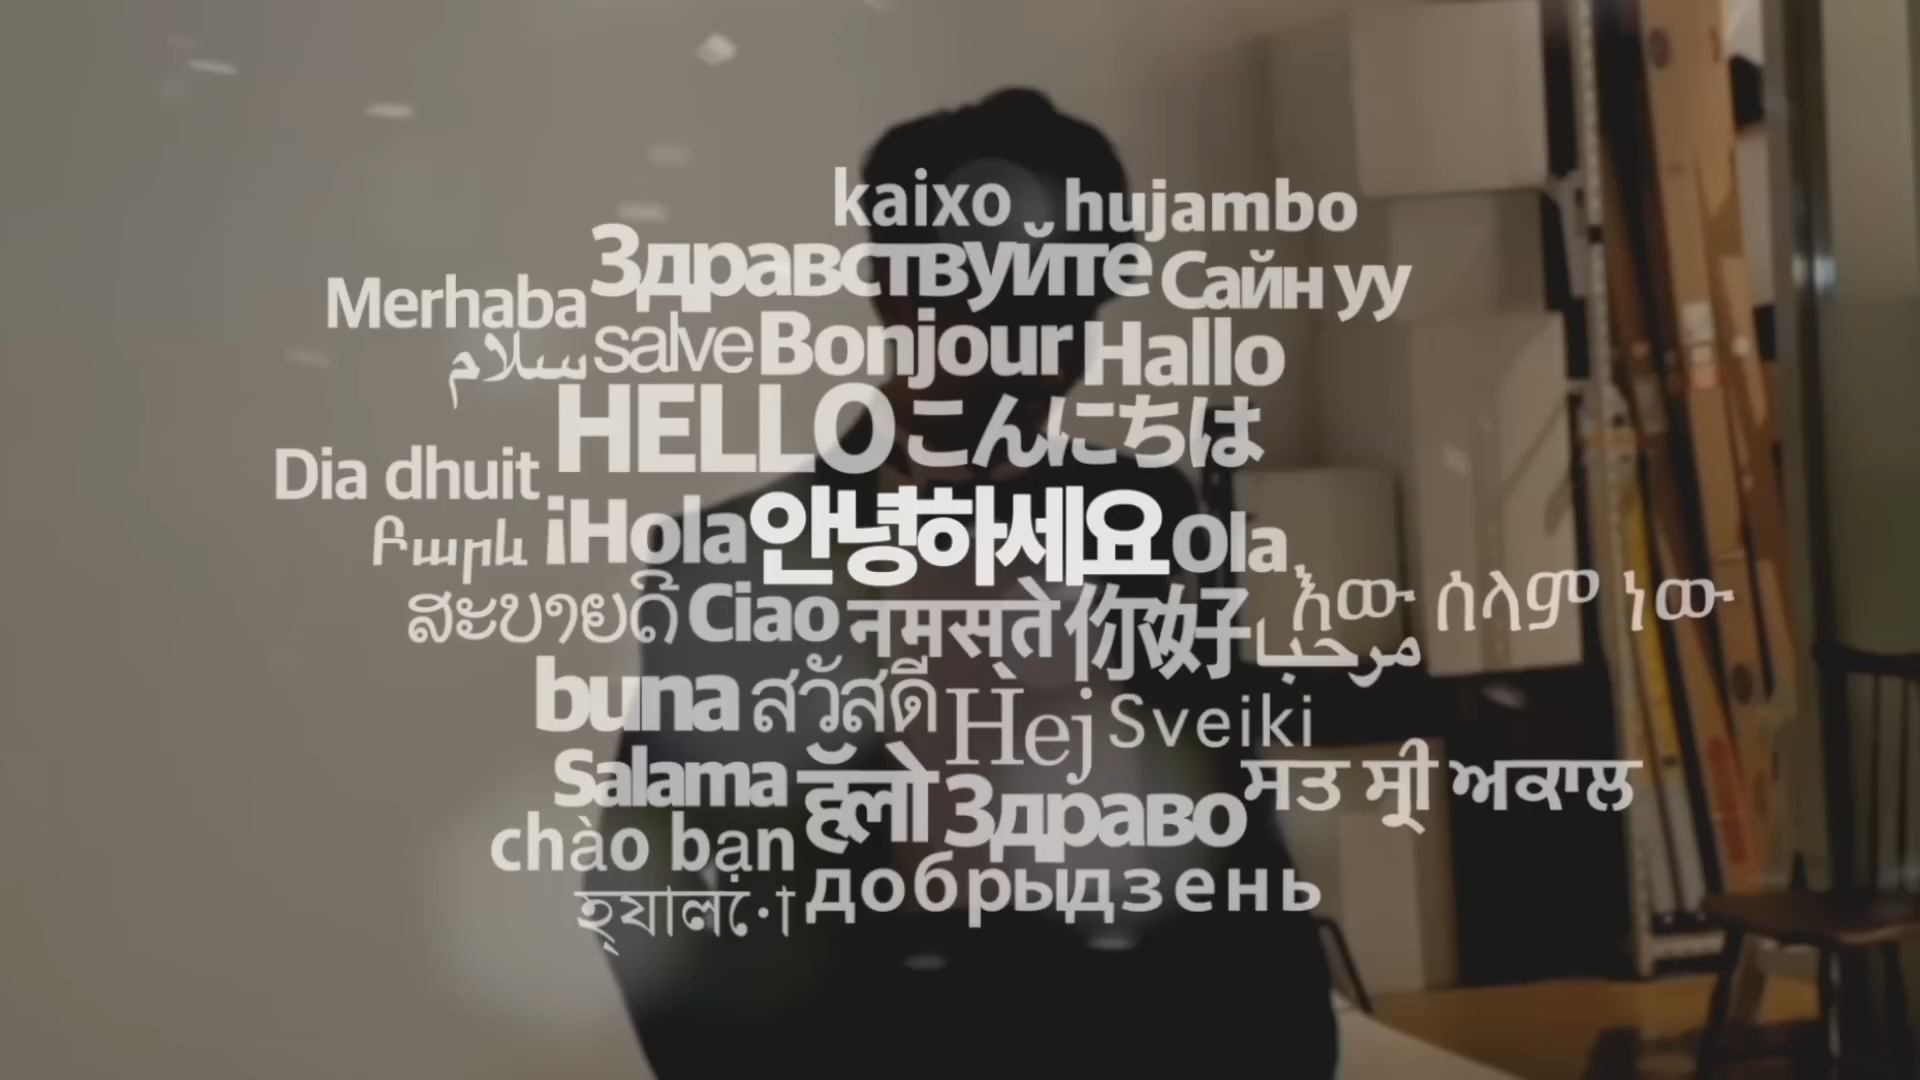 kaixo hujambo
Здравствуйте Сайн уу
Merhaba
سلام salve Bonjour Hallo
HELLO こんにちは
Dia dhuit
Բարև ¡Hola 안녕하세요 Ola
ສະບາຍດີ Ciao नमस्ते 你好 እው ሰላም ነው
مرحبا
buna สวัสดี Hej Sveiki
Salama हॅलो Здраво ਸਤ ਸ੍ਰੀ ਅਕਾਲ
chào bạn
হ্যালো добрыдзень